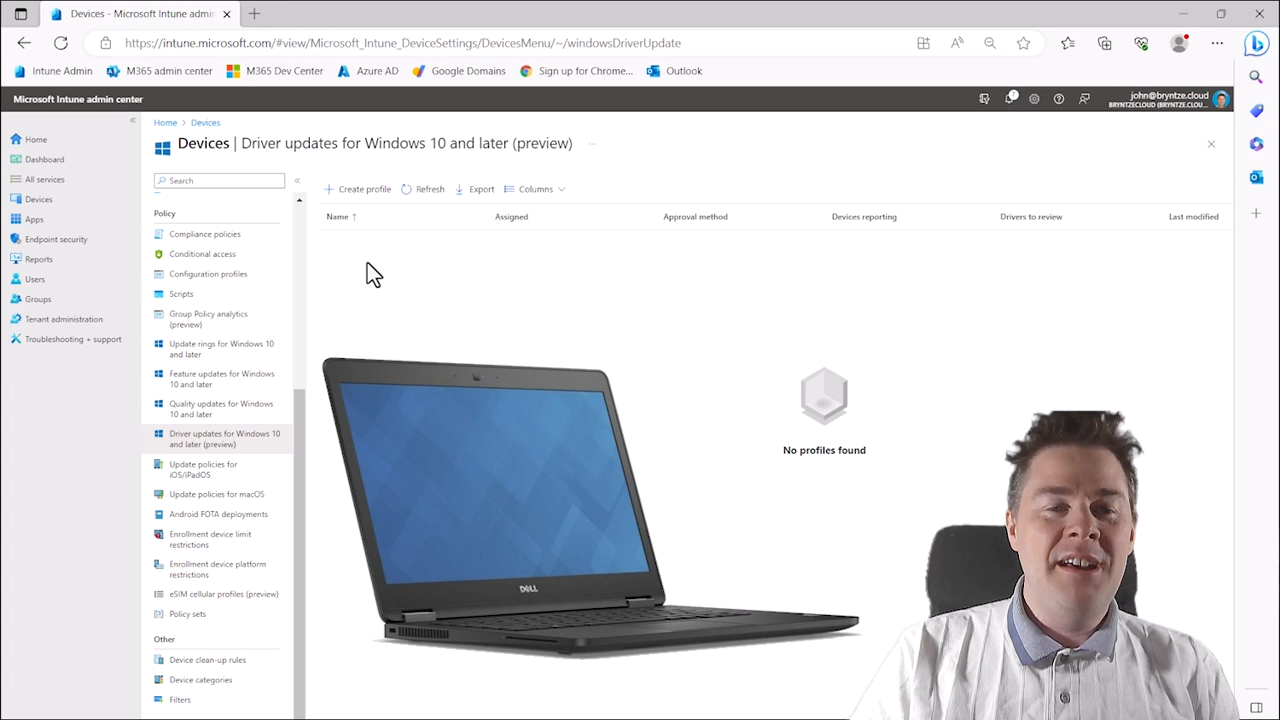 Devices - Microsoft Intune admin
https://intune.microsoft.com/#view/Microsoft_Intune_DeviceSettings/DevicesMenu/~/windowsDriverUpdate
Intune Admin
M365 admin center
M365 Dev Center
Azure AD
Google Domains
Sign up for Chrome...
Outlook
Microsoft Intune admin center
john@bryntze.cloud
BRYNTZECLOUD (BRYNTZE.CLOU...
Home
Dashboard
All services
Devices
Apps
Endpoint security
Reports
Users
Groups
Tenant administration
Troubleshooting + support
Home > Devices
Devices | Driver updates for Windows 10 and later (preview) ...
Search
Policy
Compliance policies
Conditional access
Configuration profiles
Scripts
Group Policy analytics
(preview)
Update rings for Windows 10
and later
Feature updates for Windows
10 and later
Quality updates for Windows
10 and later
Driver updates for Windows 10
and later (preview)
Update policies for
iOS/iPadOS
Update policies for macOS
Android FOTA deployments
Enrollment device limit
restrictions
Enrollment device platform
restrictions
eSIM cellular profiles (preview)
Policy sets
Other
Device clean-up rules
Device categories
Filters
Create profile
Refresh
Export
Columns
Name ↑
Assigned
Approval method
Devices reporting
Drivers to review
Last modified
No profiles found
DELL